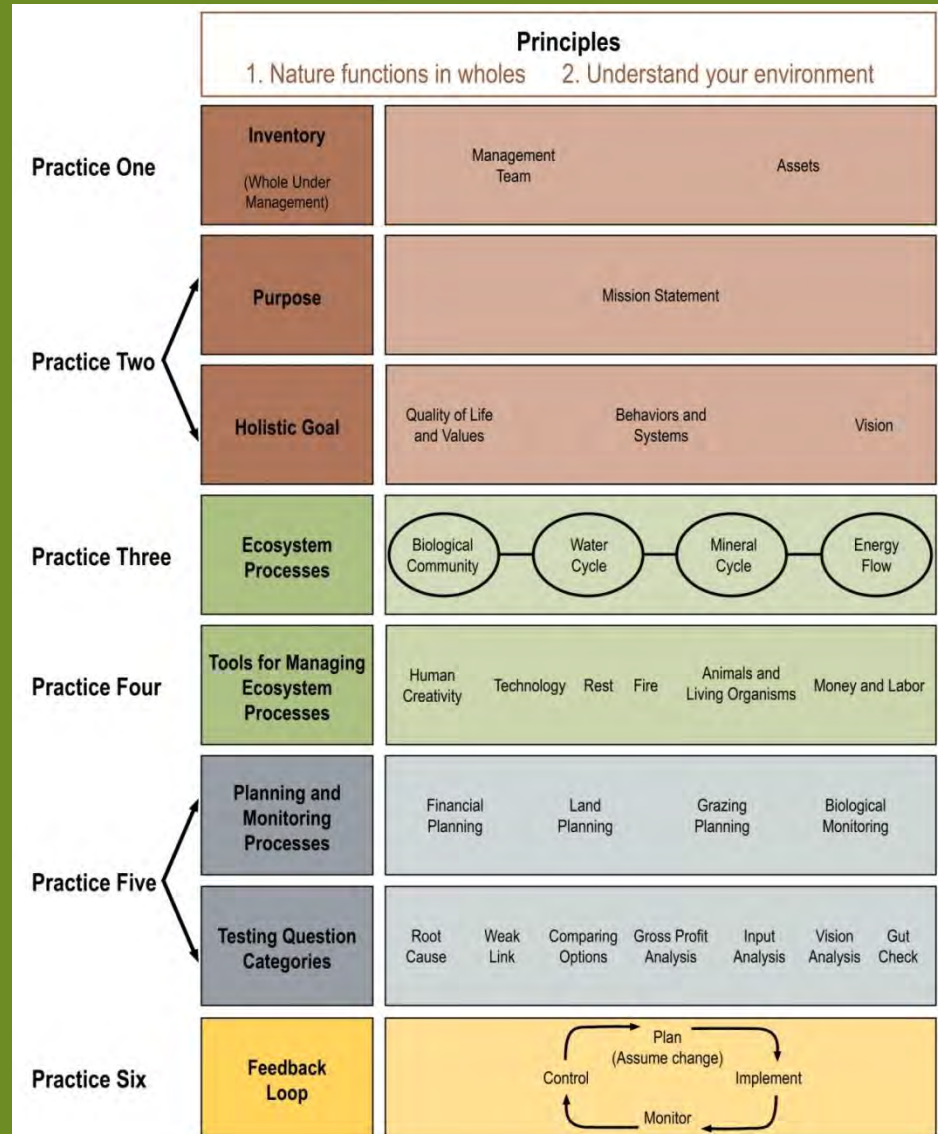 Principles
1. Nature functions in wholes 2. Understand your environment
Practice One
Inventory
(Whole Under
Management)
Management
Team
Assets
Practice Two
Purpose
Mission Statement
Holistic Goal
Quality of Life
and Values
Behaviors and
Systems
Vision
Practice Three
Ecosystem
Processes
Biological
Community
Water
Cycle
Mineral
Cycle
Energy
Flow
Practice Four
Tools for Managing
Ecosystem
Processes
Human
Creativity
Technology
Rest
Fire
Animals and
Living Organisms
Money and Labor
Practice Five
Planning and
Monitoring
Processes
Financial
Planning
Land
Planning
Grazing
Planning
Biological
Monitoring
Testing Question
Categories
Root
Cause
Weak
Link
Comparing
Options
Gross Profit
Analysis
Input
Analysis
Vision
Analysis
Gut
Check
Practice Six
Feedback
Loop
Plan
(Assume change)
Implement
Monitor
Control